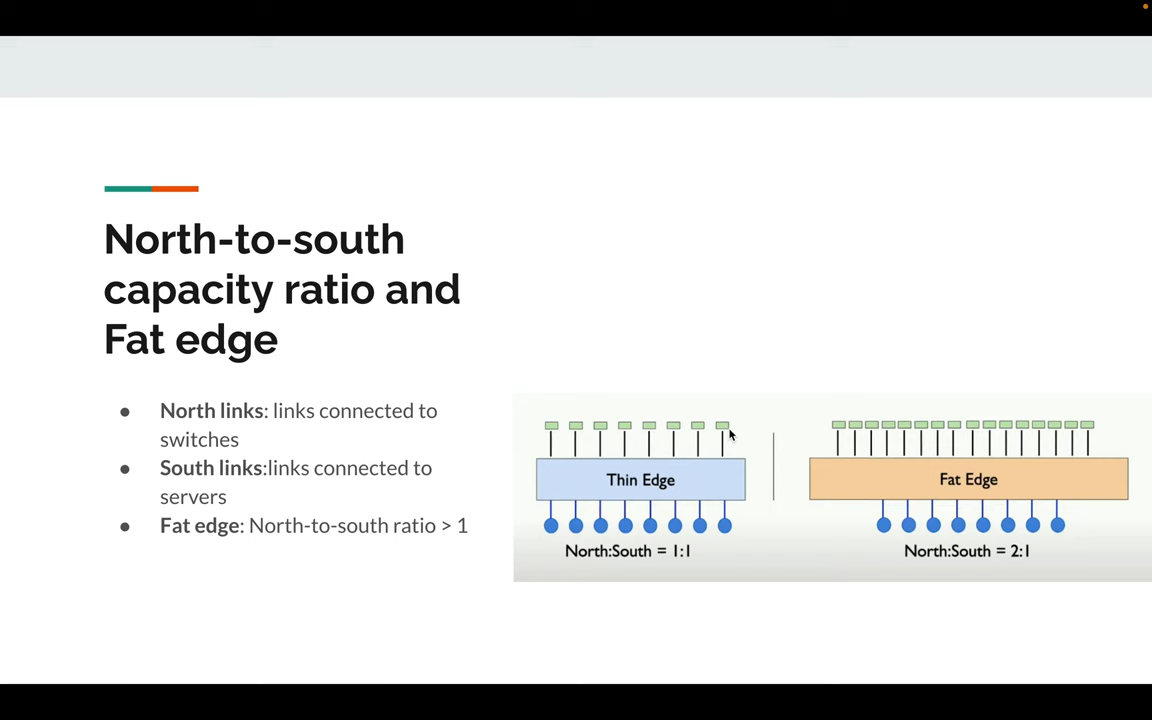 North-to-south
capacity ratio and
Fat edge
● North links: links connected to
switches
● South links:links connected to
servers
● Fat edge: North-to-south ratio > 1
Thin Edge
North:South = 1:1
Fat Edge
North:South = 2:1